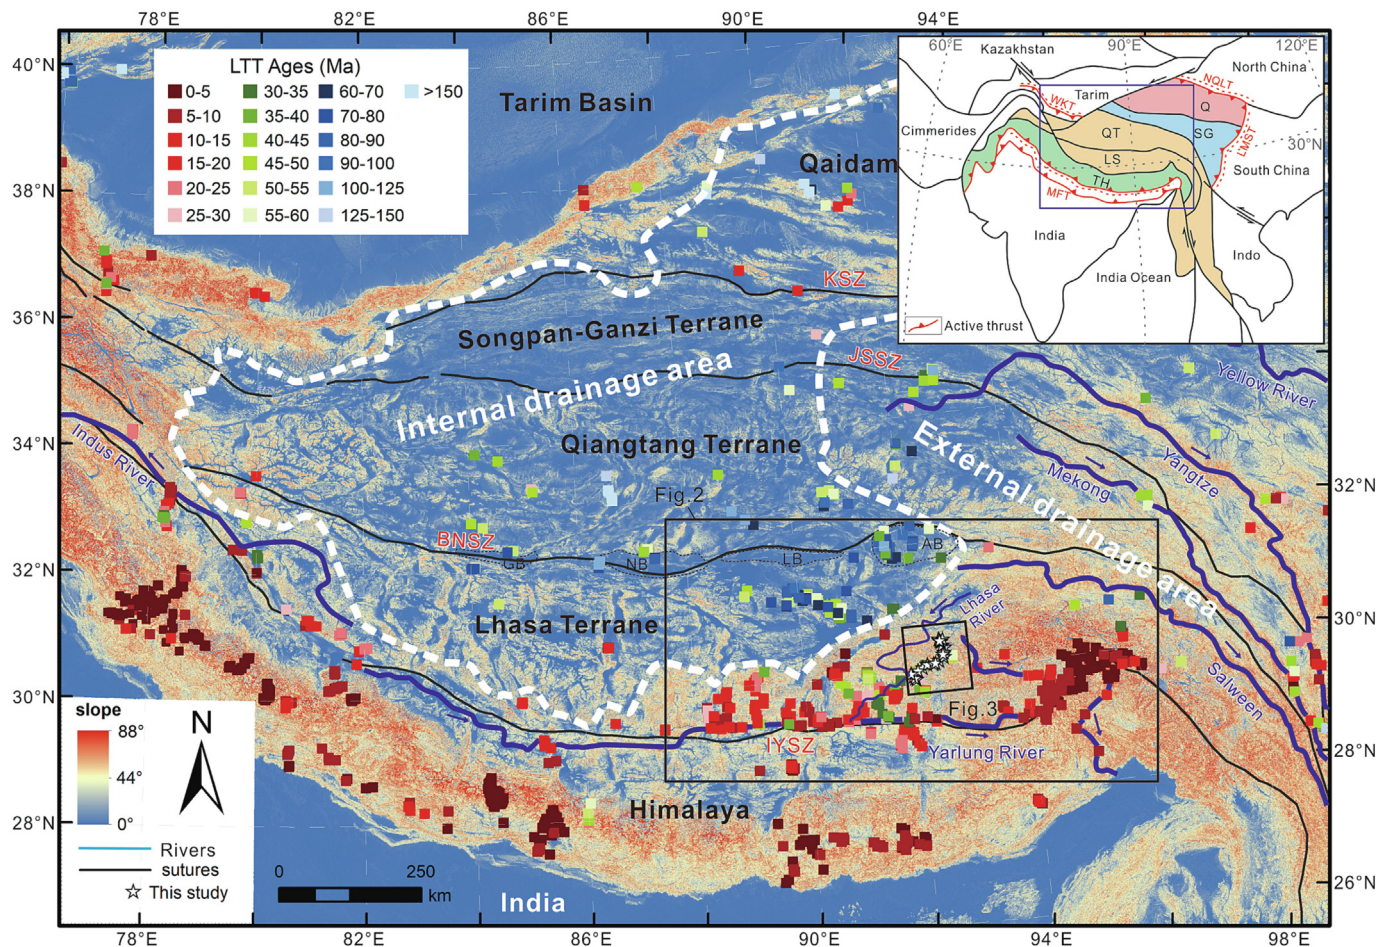 78°E 82°E 86°E 90°E 94°E
40°N
38°N
36°N
34°N
32°N
30°N
28°N
LTT Ages (Ma)
0-5 30-35 60-70 >150
5-10 35-40 70-80
10-15 40-45 80-90
15-20 45-50 90-100
20-25 50-55 100-125
25-30 55-60 125-150
Tarim Basin
Qaidam
60°E 90°E 120°E
Kazakhstan
North China
NQLT
Tarim
WKT
Q
Cimmerides
QT
SG
30°N
LMST
LS
TH
South China
MFT
India
Indo
India Ocean
Active thrust
KSZ
Songpan-Ganzi Terrane
JSSZ
Yellow River
Internal drainage area
Qiangtang Terrane
External drainage area
Indus River
Mekong
Yangtze
32°N
Fig.2
BNSZ
GB
NB
LB
AB
Lhasa River
Lhasa Terrane
30°N
Salween
Fig.3
IYSZ
Yarlung River
28°N
Himalaya
26°N
India
slope
88°
44°
0°
N
Rivers
sutures
This study
0 250
km
78°E 82°E 86°E 90°E 94°E 98°E